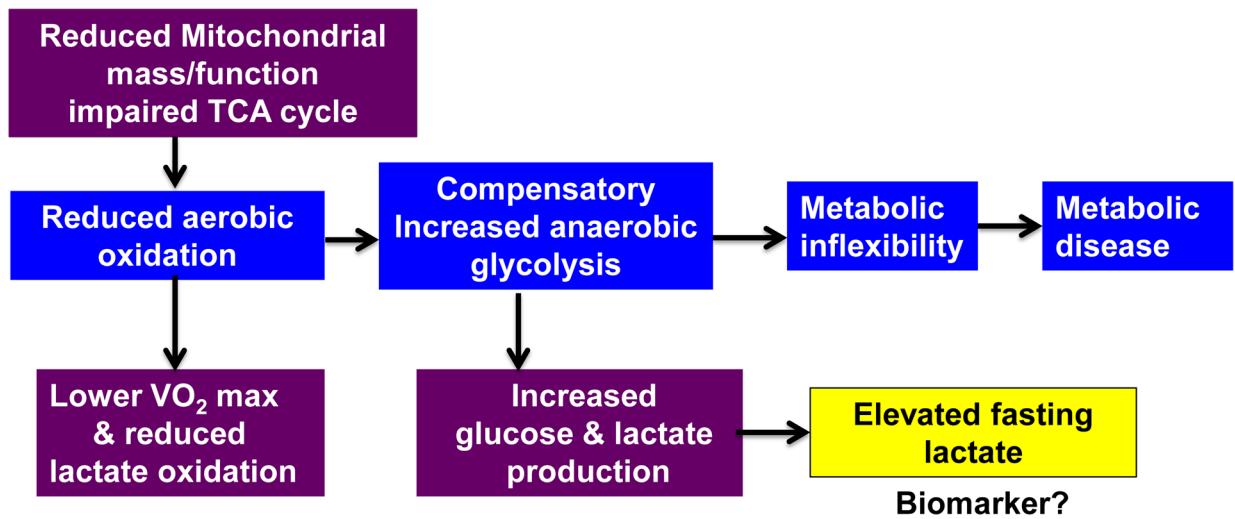 Reduced Mitochondrial
mass/function
impaired TCA cycle
Reduced aerobic
oxidation
Compensatory
Increased anaerobic
glycolysis
Metabolic
inflexibility
Metabolic
disease
Lower VO₂ max
& reduced
lactate oxidation
Increased
glucose & lactate
production
Elevated fasting
lactate
Biomarker?